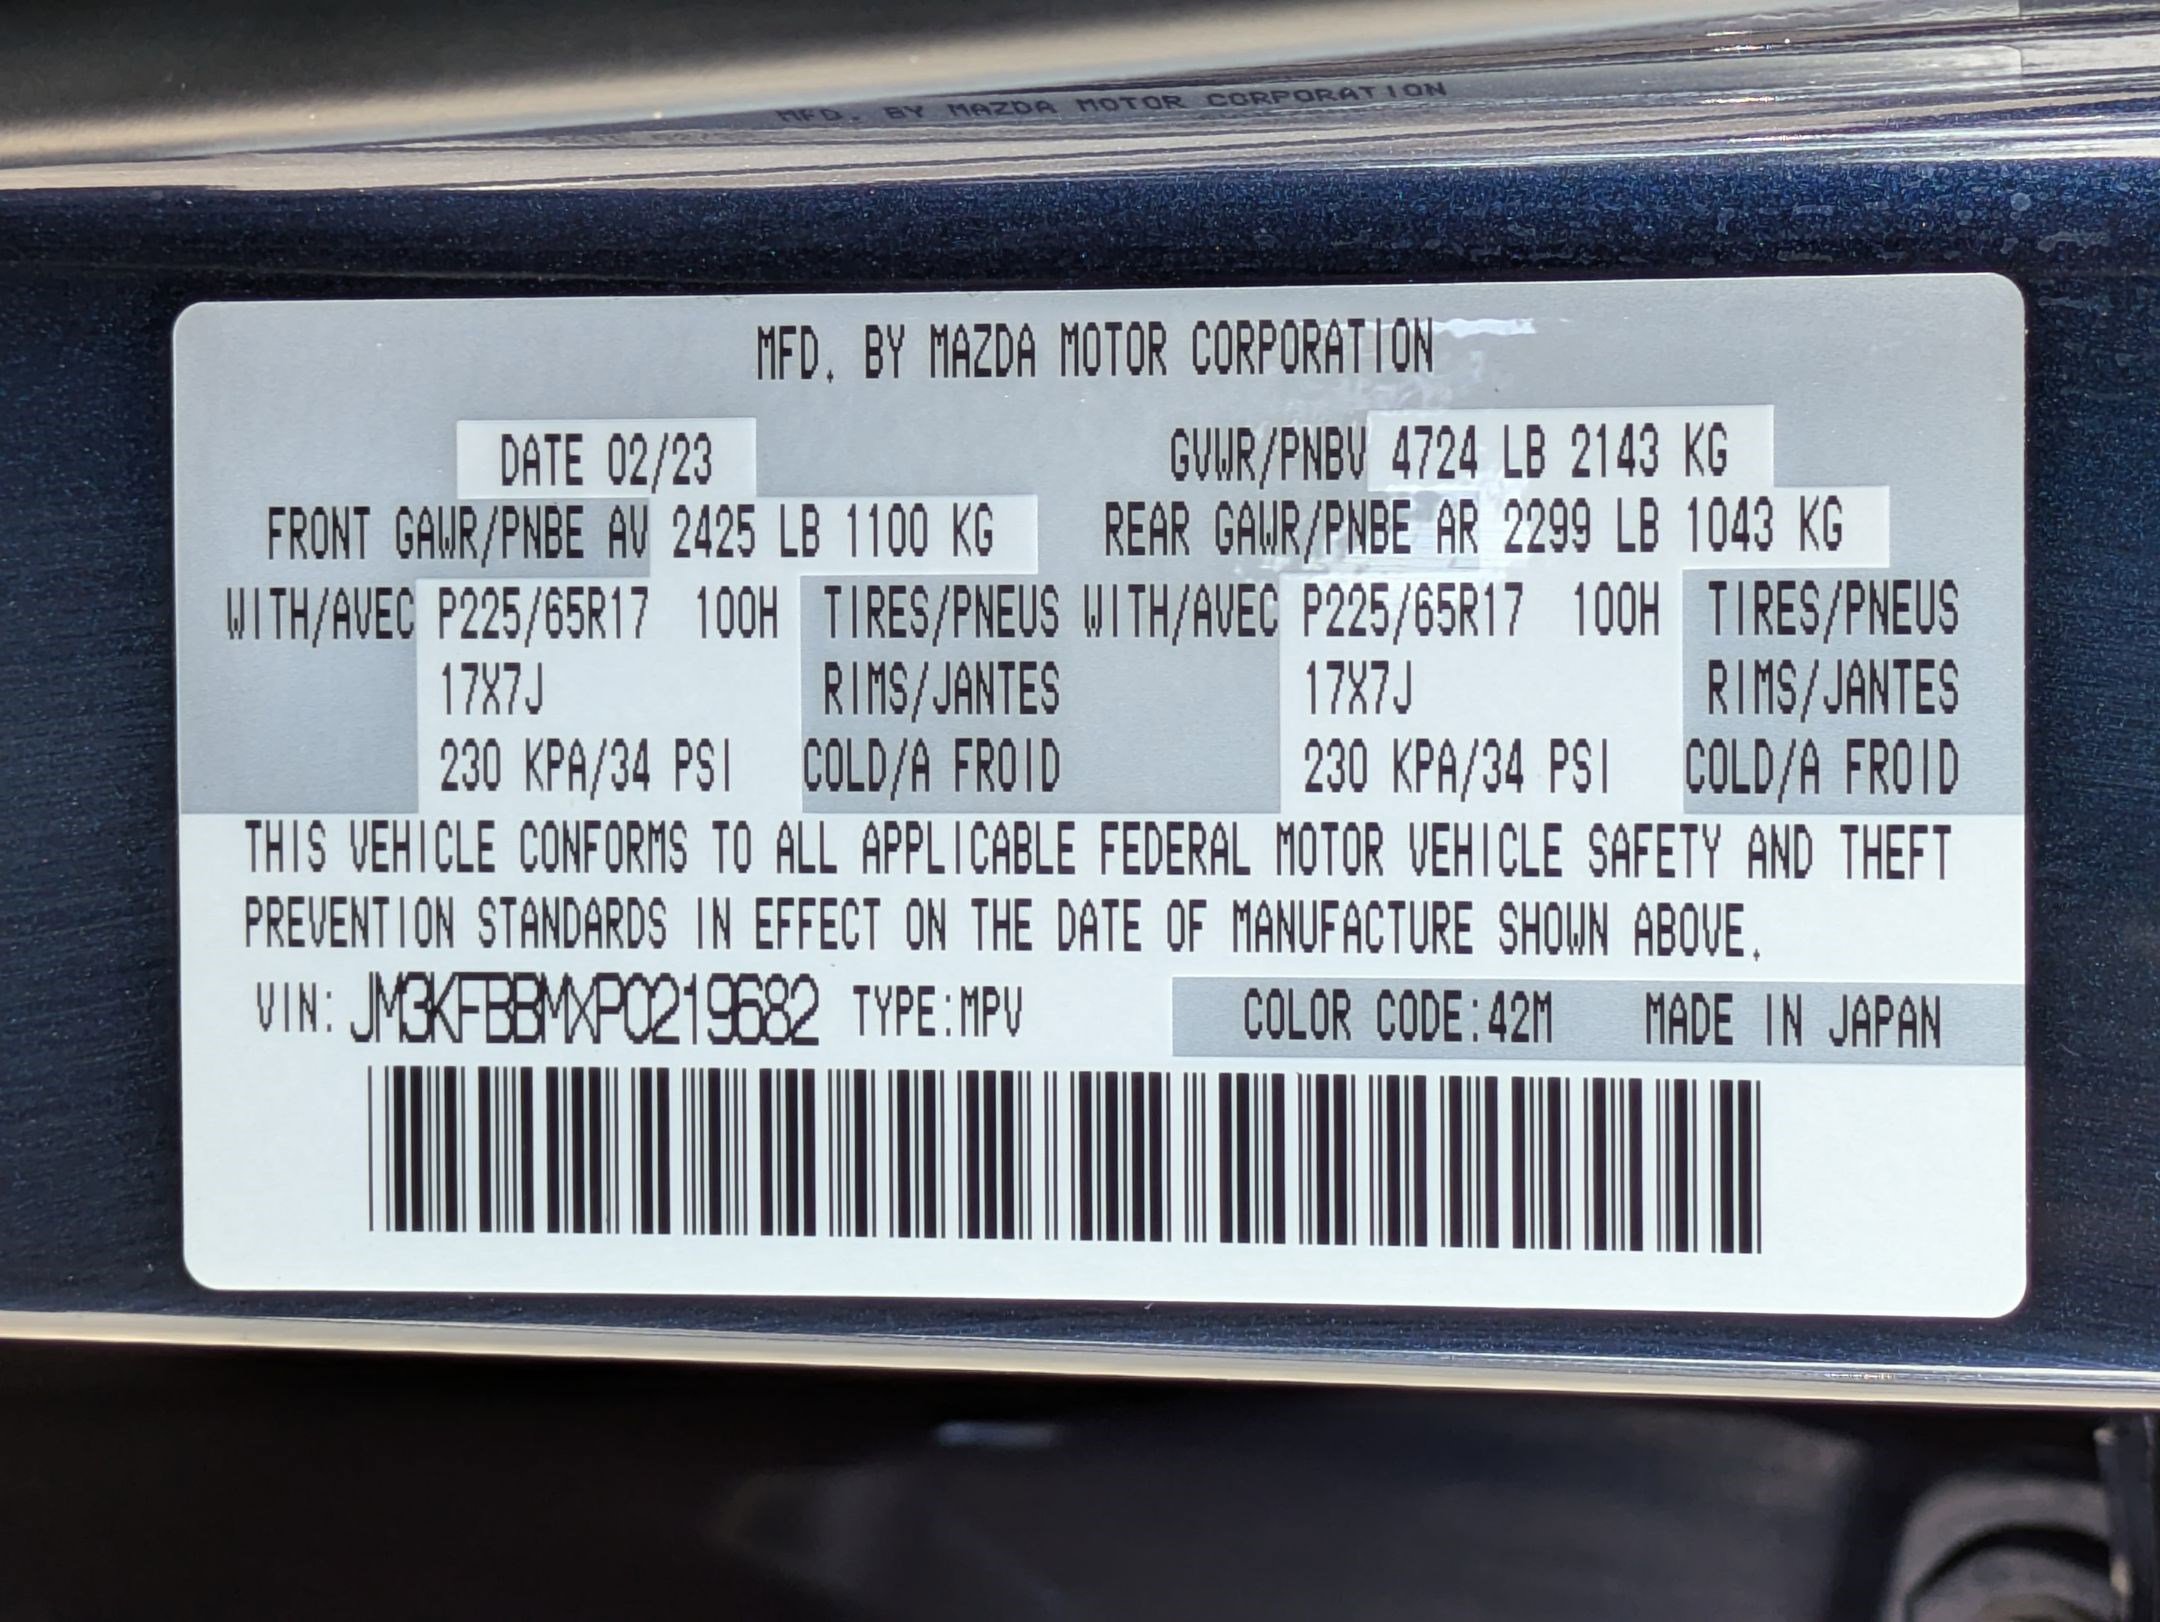 MFD. BY MAZDA MOTOR CORPORATION
MFD. BY MAZDA MOTOR CORPORATION
DATE 02/23 GVWR/PNBV 4724 LB 2143 KG
FRONT GAWR/PNBE AV 2425 LB 1100 KG REAR GAWR/PNBE AR 2299 LB 1043 KG
WITH/AVEC P225/65R17 100H TIRES/PNEUS WITH/AVEC P225/65R17 100H TIRES/PNEUS
17X7J RIMS/JANTES 17X7J RIMS/JANTES
230 KPA/34 PSI COLD/A FROID 230 KPA/34 PSI COLD/A FROID
THIS VEHICLE CONFORMS TO ALL APPLICABLE FEDERAL MOTOR VEHICLE SAFETY AND THEFT
PREVENTION STANDARDS IN EFFECT ON THE DATE OF MANUFACTURE SHOWN ABOVE.
VIN: JM3KFBBMXP0219682 TYPE:MPV COLOR CODE:42M MADE IN JAPAN